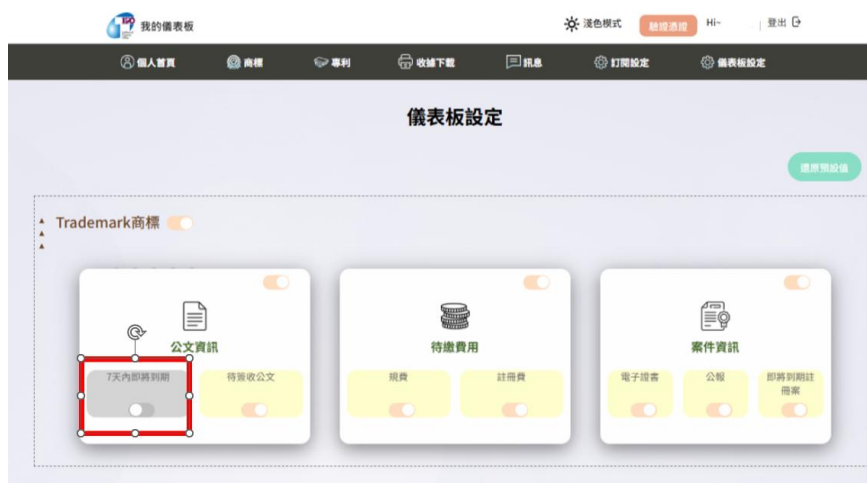 我的儀表板
淺色模式 驗證憑證 Hi~ | 登出
個人首頁 商標 專利 收據下載 訊息 訂閱設定 儀表板設定
儀表板設定
還原預設值
Trademark商標
公文資訊 待繳費用 案件資訊
7天內即將到期 待簽收公文 規費 註冊費 電子證書 公報 即將到期註
冊案